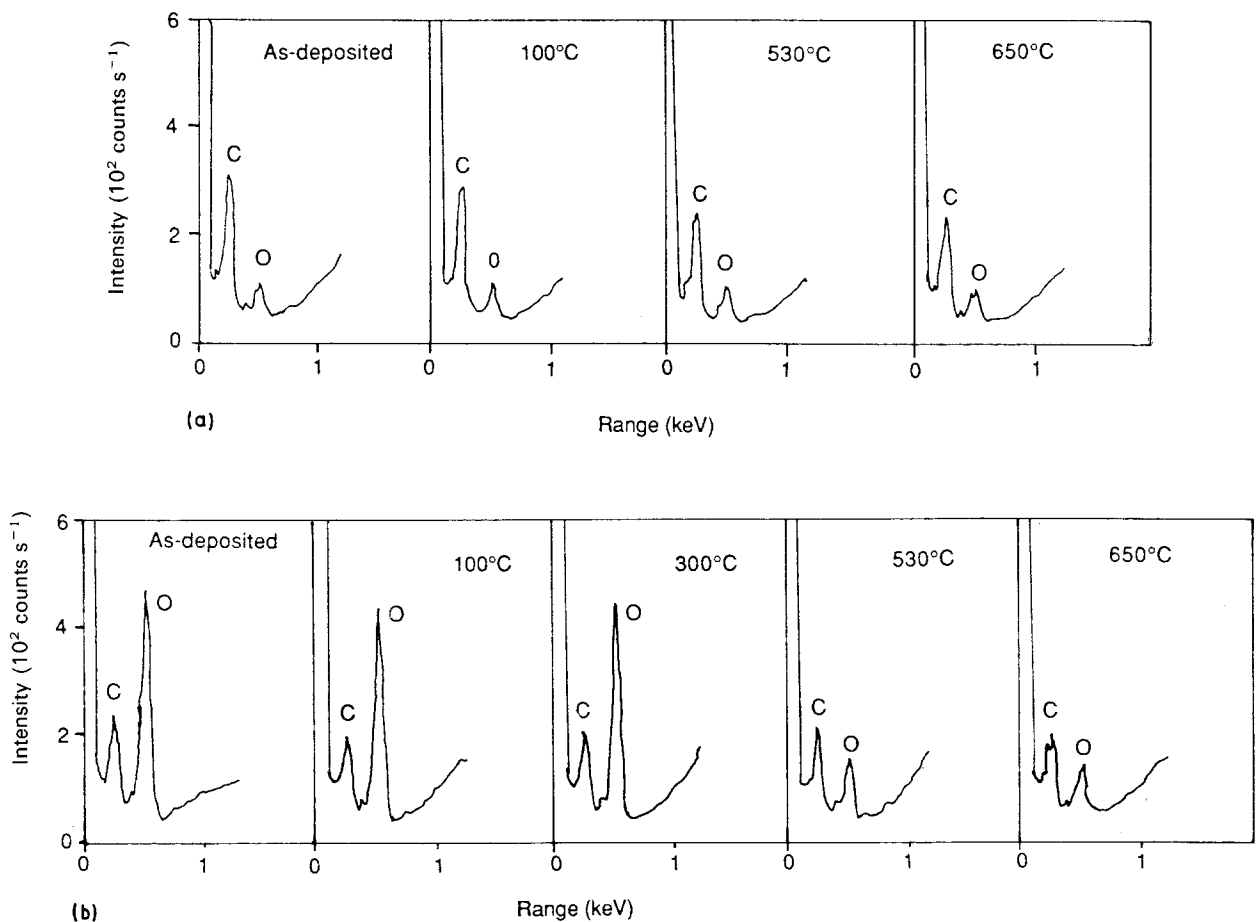 6
4
2
0
Intensity (10² counts s⁻¹)
As-deposited
100°C
530°C
650°C
C
O
C
0
C
O
C
O
0 1 0 1 0 1 0 1
(a)
Range (keV)
6
4
2
0
Intensity (10² counts s⁻¹)
As-deposited
100°C
300°C
530°C
650°C
C
O
C
O
C
O
C
O
C
O
0 1 0 1 0 1 0 1 0 1
(b)
Range (keV)